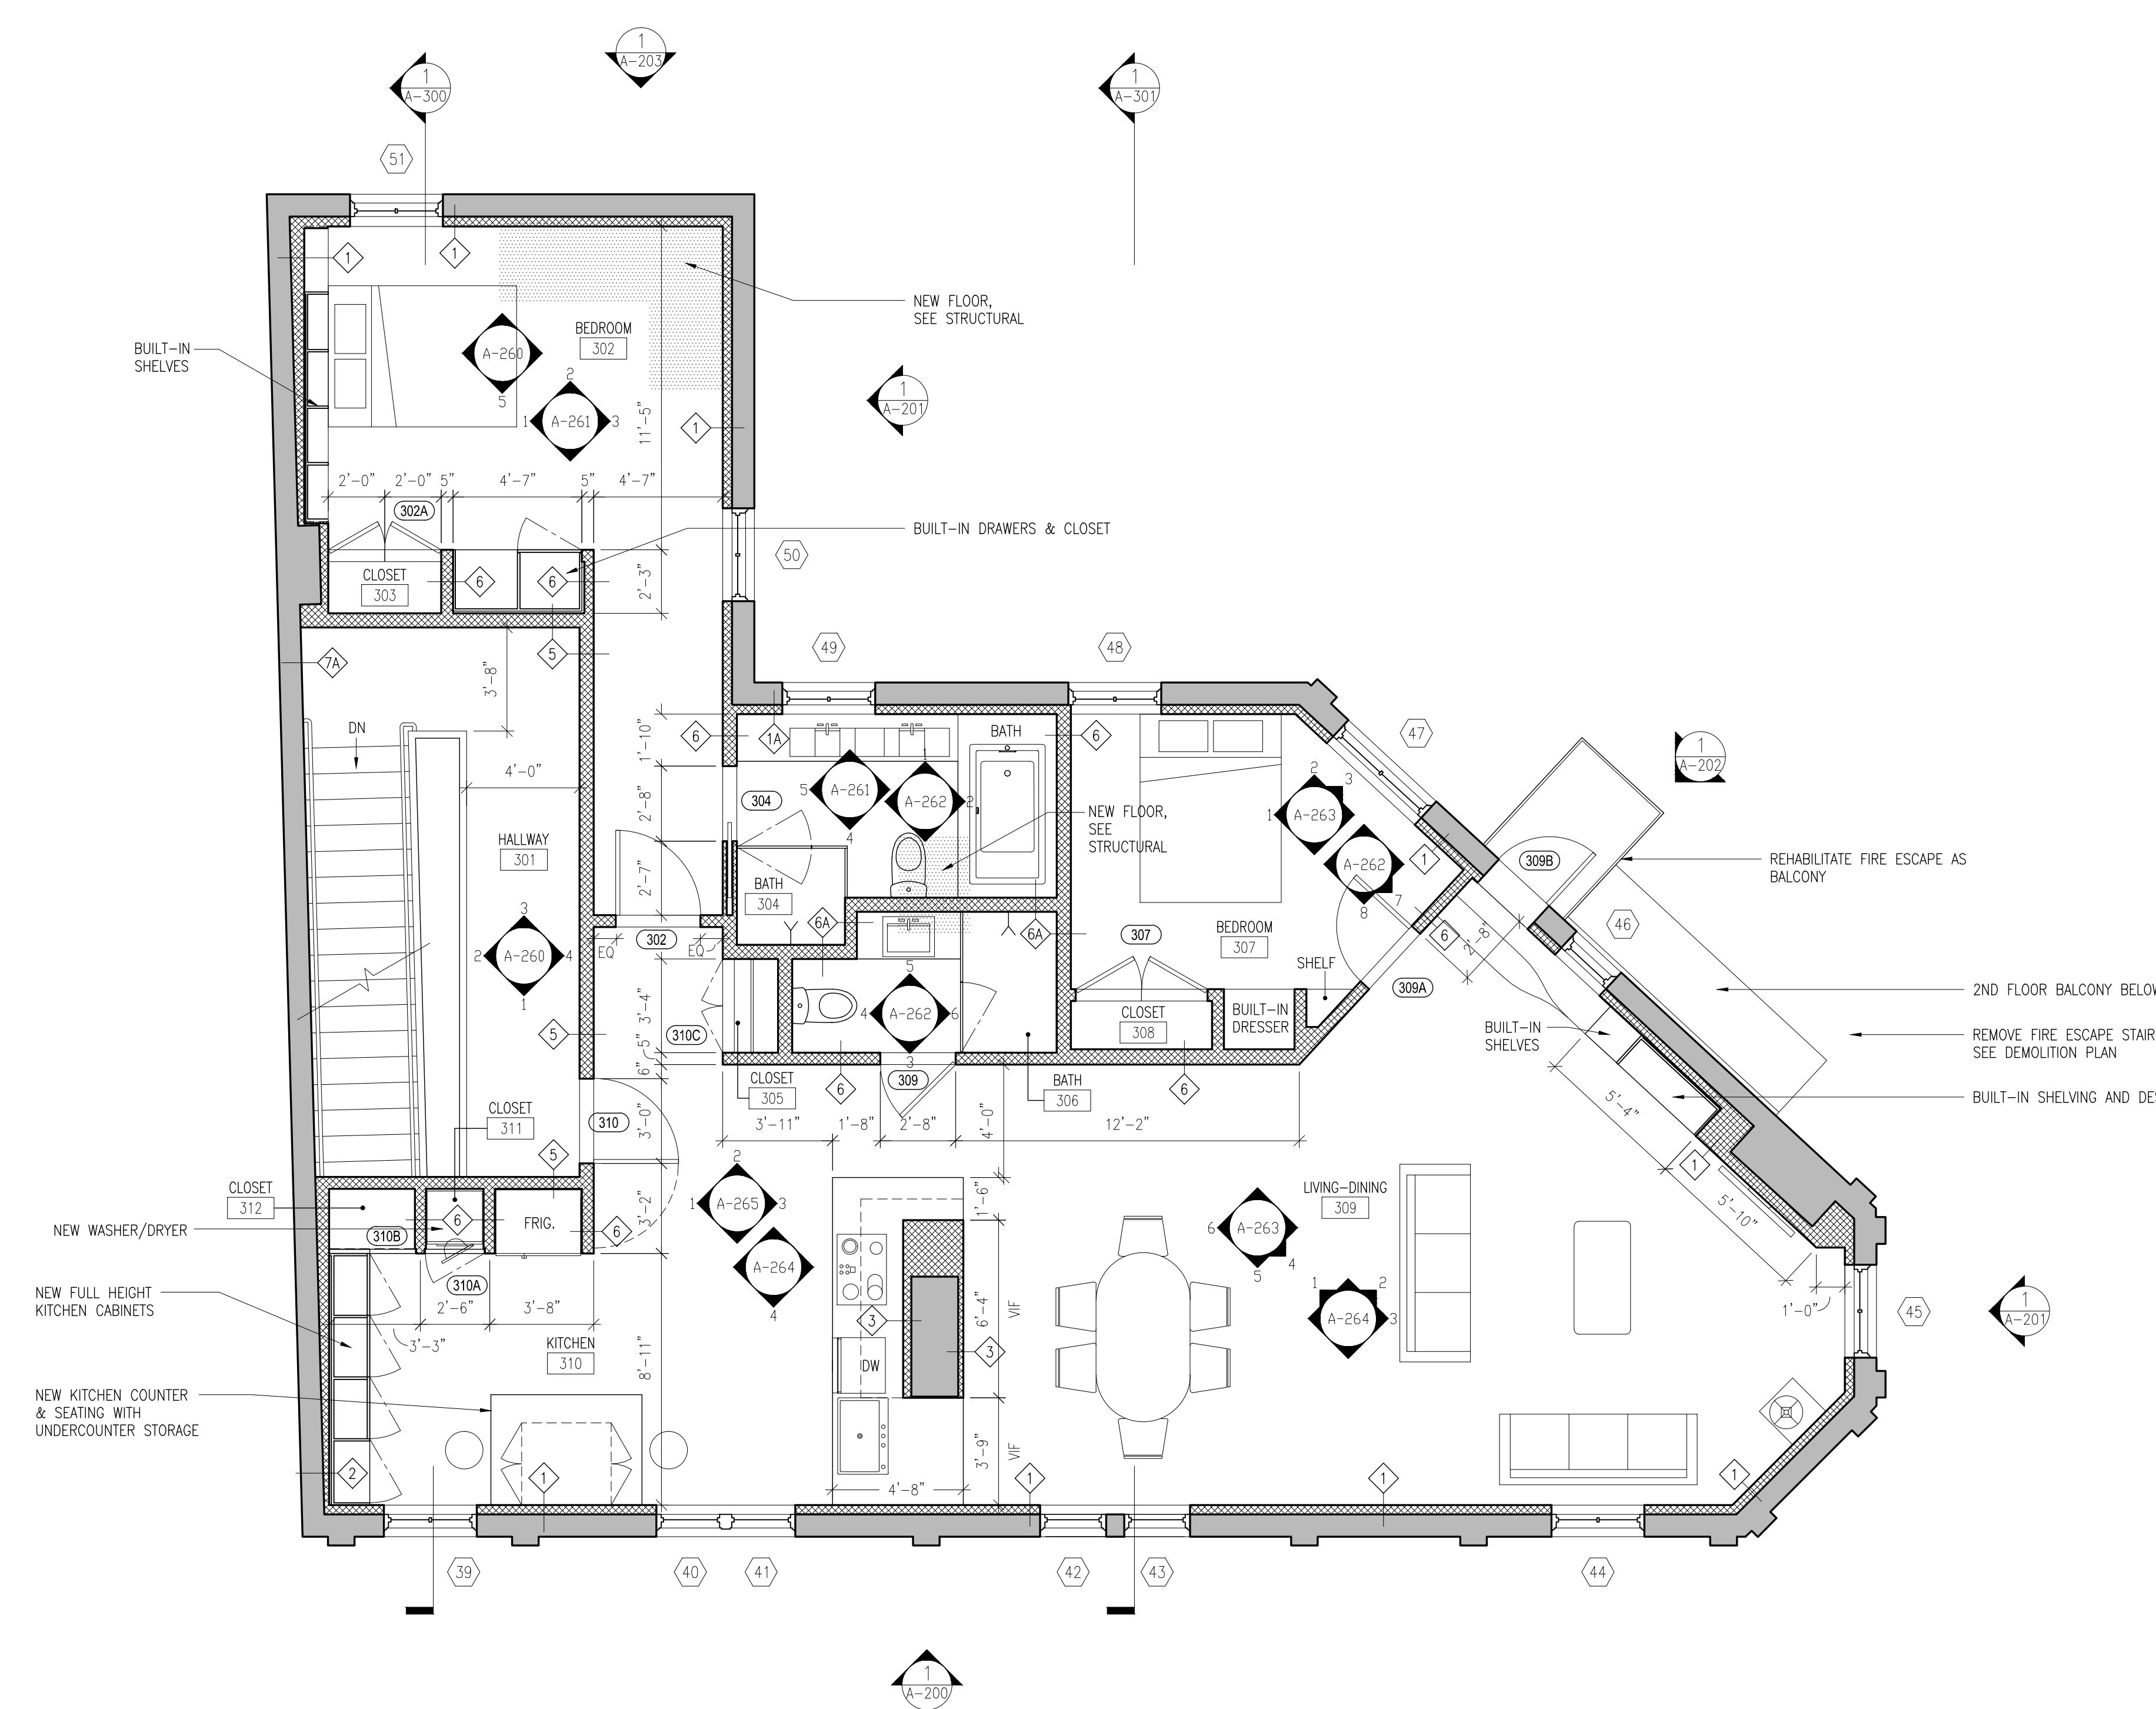 1
A-203
1
A-300
1
A-301
51
1
1
NEW FLOOR,
SEE STRUCTURAL
BEDROOM
302
A-260
5
BUILT-IN
SHELVES
2
1
A-261
3
11'-5"
1
1
A-201
2'-0"
2'-0"
5"
4'-7"
5"
4'-7"
302A
BUILT-IN DRAWERS & CLOSET
50
CLOSET
303
6
6
2'-3"
5
7A
3'-8"
49
48
47
1
A-202
DN
6
1A
BATH
6
1'-10"
4'-0"
2'-8"
304
5
A-261
4
1
A-262
2
NEW FLOOR,
SEE
STRUCTURAL
2
3
1
A-263
A-262
7
8
1
309B
REHABILITATE FIRE ESCAPE AS
BALCONY
HALLWAY
301
2'-7"
BATH
304
3
2
A-260
4
1
EQ
302
EQ
6A
6A
307
BEDROOM
307
6
2'-8"
46
SHELF
309A
2ND FLOOR BALCONY BELOW
5
4
A-262
6
3
3'-4"
5
310C
5"
6"
CLOSET
308
BUILT-IN
DRESSER
BUILT-IN
SHELVES
REMOVE FIRE ESCAPE STAIR
SEE DEMOLITION PLAN
CLOSET
305
6
309
BATH
306
6
BUILT-IN SHELVING AND DES
CLOSET
311
310
3'-0"
3'-11"
1'-8"
2'-8"
4'-0"
12'-2"
5'-4"
5
1
CLOSET
312
2
1
A-265
3
A-264
4
1'-6"
LIVING-DINING
309
6
A-263
4
5
5'-10"
NEW WASHER/DRYER
310B
6
FRIG.
6
3'-2"
310A
2'-6"
3'-8"
3'-3"
NEW FULL HEIGHT
KITCHEN CABINETS
KITCHEN
310
8'-11"
3
3
DW
6'-4"
VIF
1
2
A-264
3
1'-0"
45
1
A-201
NEW KITCHEN COUNTER
& SEATING WITH
UNDERCOUNTER STORAGE
2
1
4'-8"
3'-9"
VIF
1
1
1
39
40
41
42
43
44
1
A-200